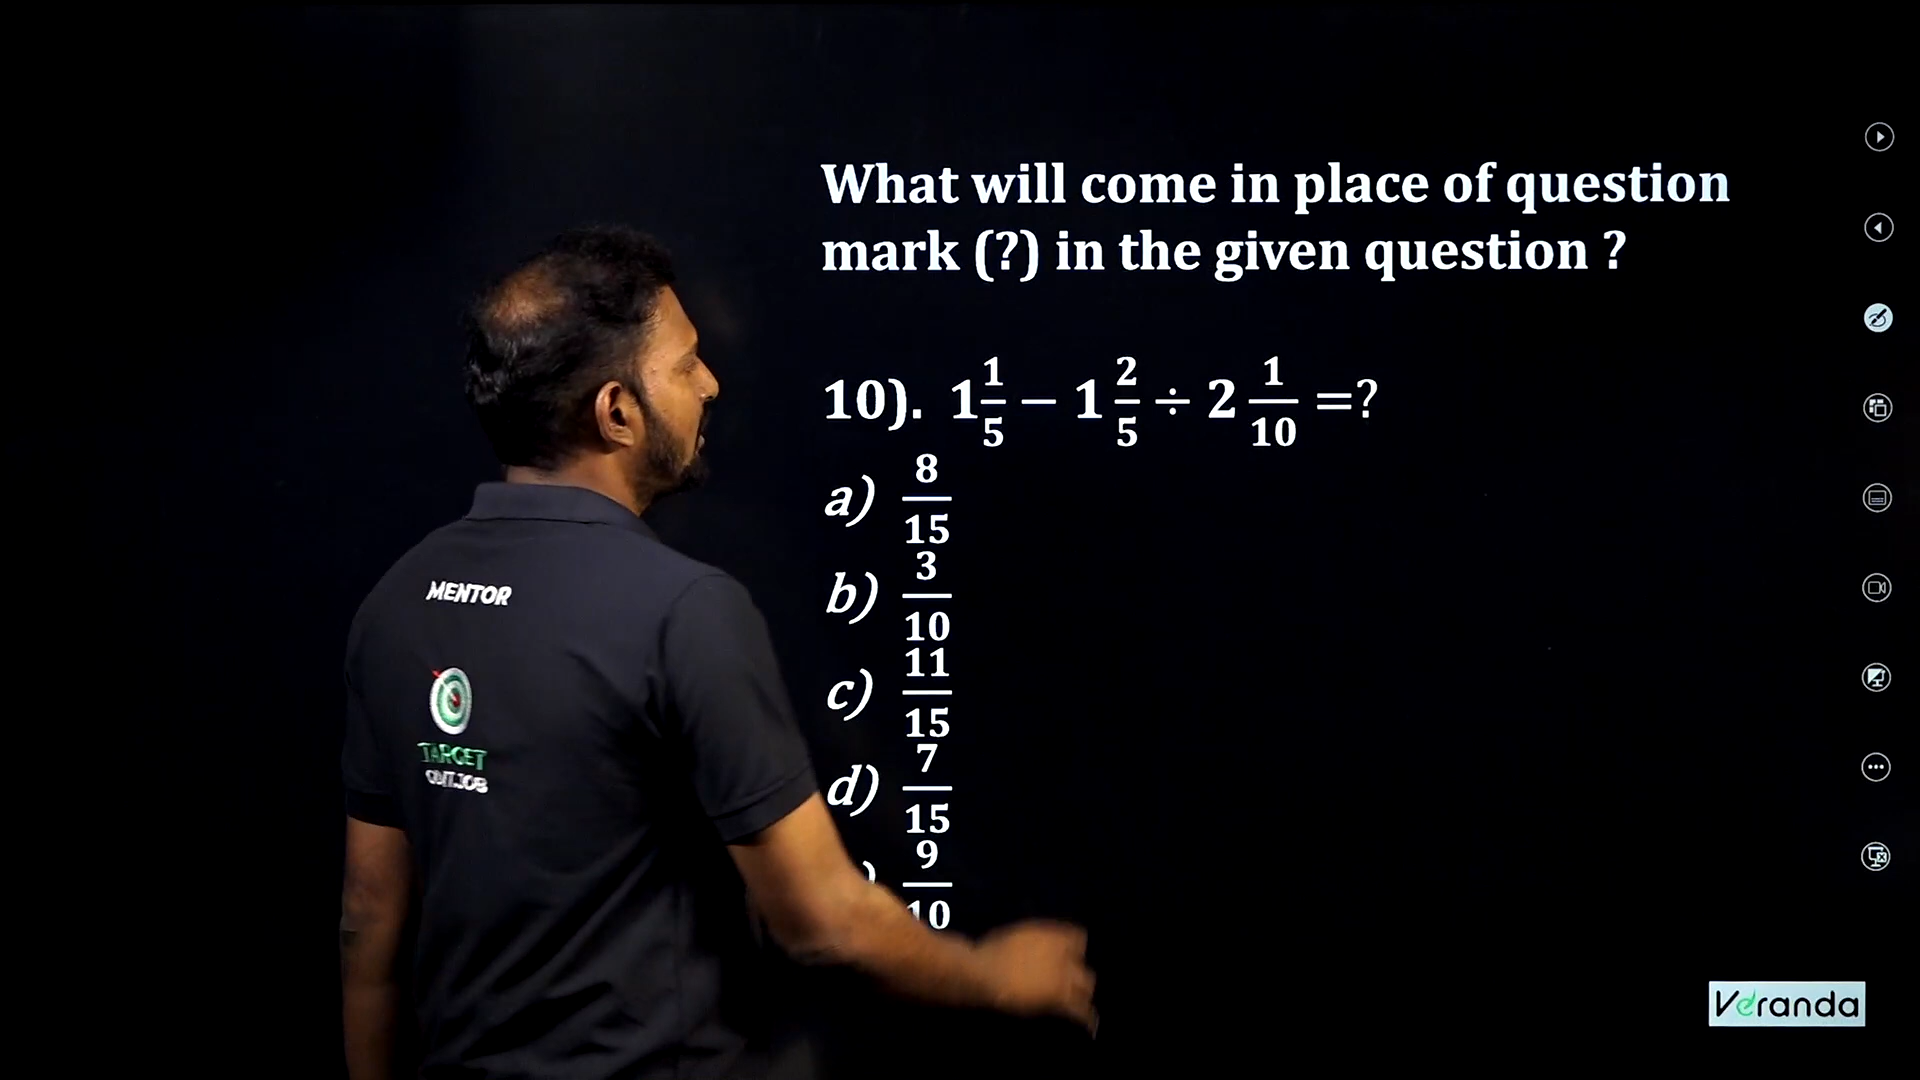 What will come in place of question
mark (?) in the given question ?
10). 1 1/5 − 1 2/5 ÷ 2 1/10 =?
a) 8/15
b) 3/10
c) 11/15
d) 7/15
) 9/10
MENTOR
TARGET
Veranda